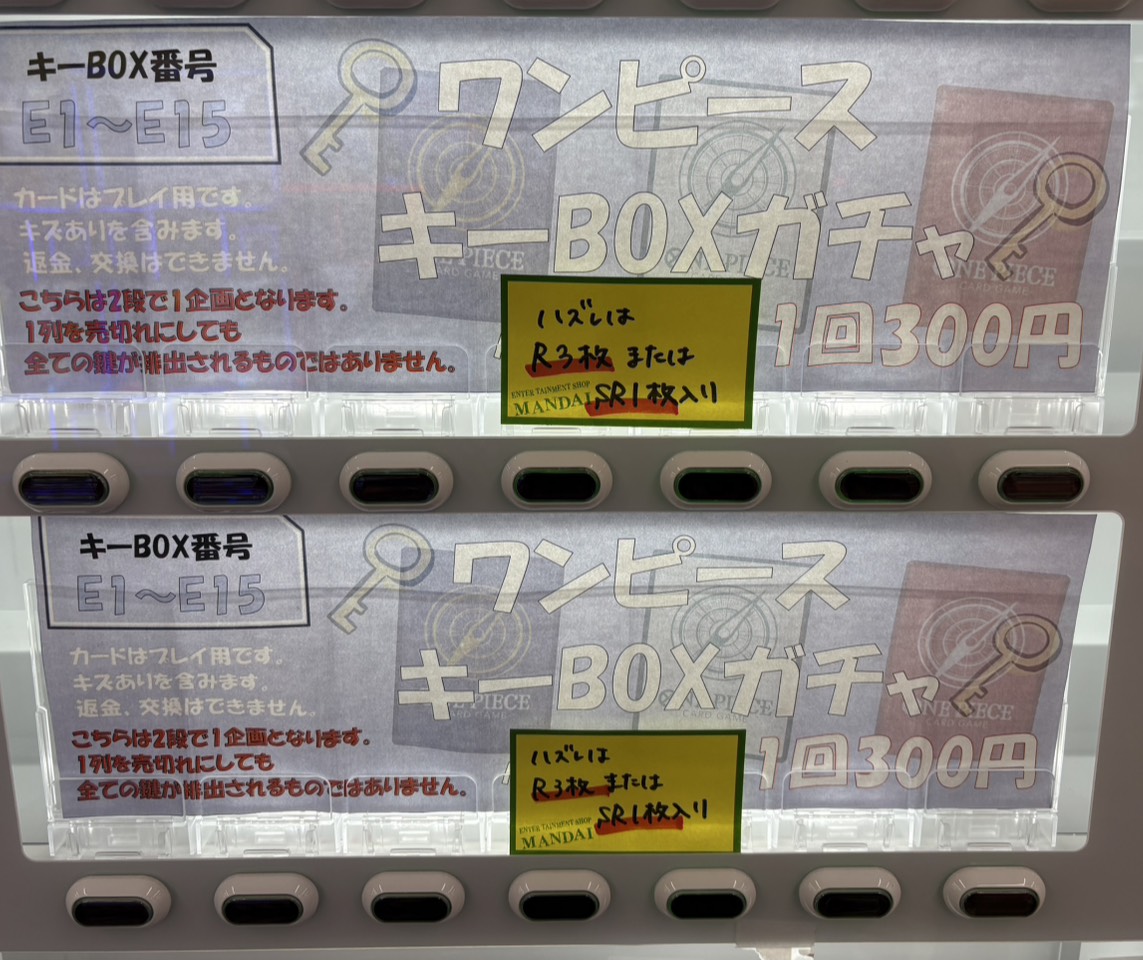 キーBOX番号
E1～E15
ワンピース
キーBOXガチャ
1回300円
カードはプレイ用です。
キズありを含みます。
返金、交換はできません。
こちらは2段で1企画となります。
1列を売切れにしても
全ての鍵が排出されるものではありません。
ONE PIECE
CARD GAME
ハズレは
R3枚 または
SR1枚入り
ENTERTAINMENT SHOP
MANDAI
キーBOX番号
E1～E15
ワンピース
キーBOXガチャ
1回300円
カードはプレイ用です。
キズありを含みます。
返金、交換はできません。
こちらは2段で1企画となります。
1列を売切れにしても
全ての鍵が排出されるものではありません。
ONE PIECE
CARD GAME
ハズレは
R3枚 または
SR1枚入り
ENTERTAINMENT SHOP
MANDAI